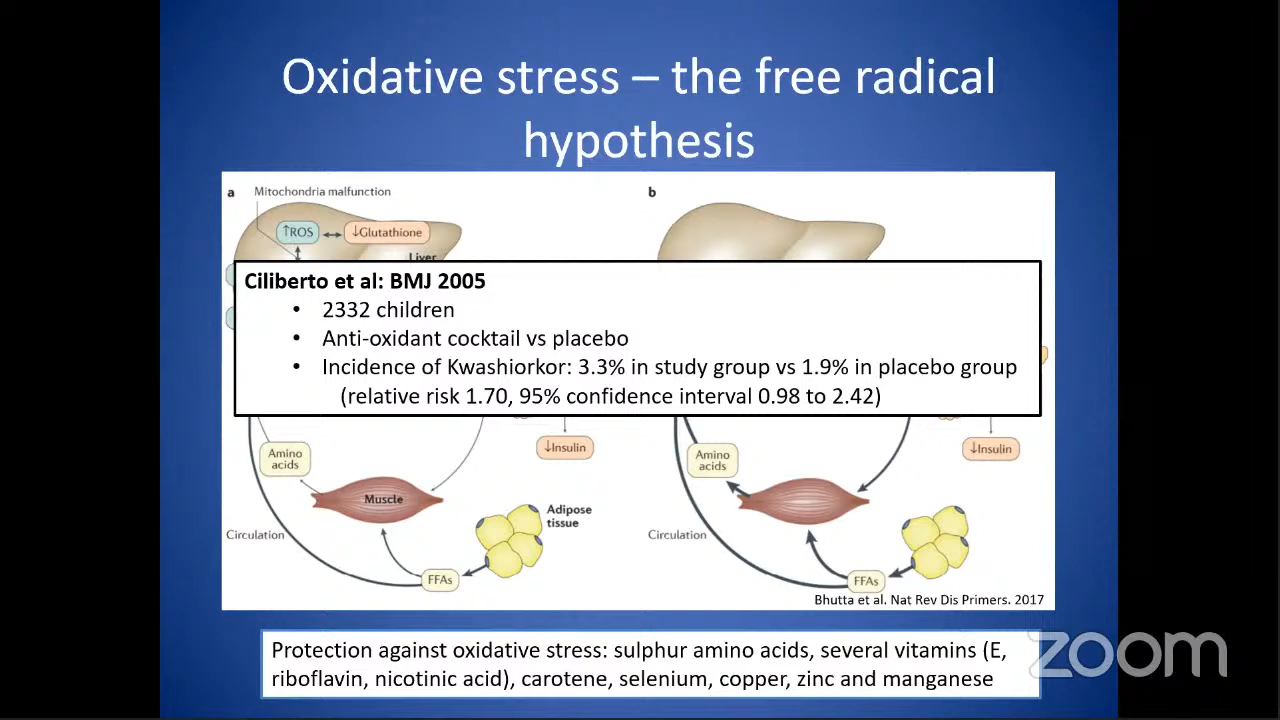 Oxidative stress – the free radical
hypothesis
a
Mitochondria malfunction
b
↑ROS
↓Glutathione
Liver
Ciliberto et al: BMJ 2005
• 2332 children
• Anti-oxidant cocktail vs placebo
• Incidence of Kwashiorkor: 3.3% in study group vs 1.9% in placebo group
(relative risk 1.70, 95% confidence interval 0.98 to 2.42)
Amino
acids
↓Insulin
Amino
acids
↓Insulin
Muscle
Adipose
tissue
Circulation
Circulation
FFAs
FFAs
Bhutta et al. Nat Rev Dis Primers. 2017
Protection against oxidative stress: sulphur amino acids, several vitamins (E,
riboflavin, nicotinic acid), carotene, selenium, copper, zinc and manganese
zoom